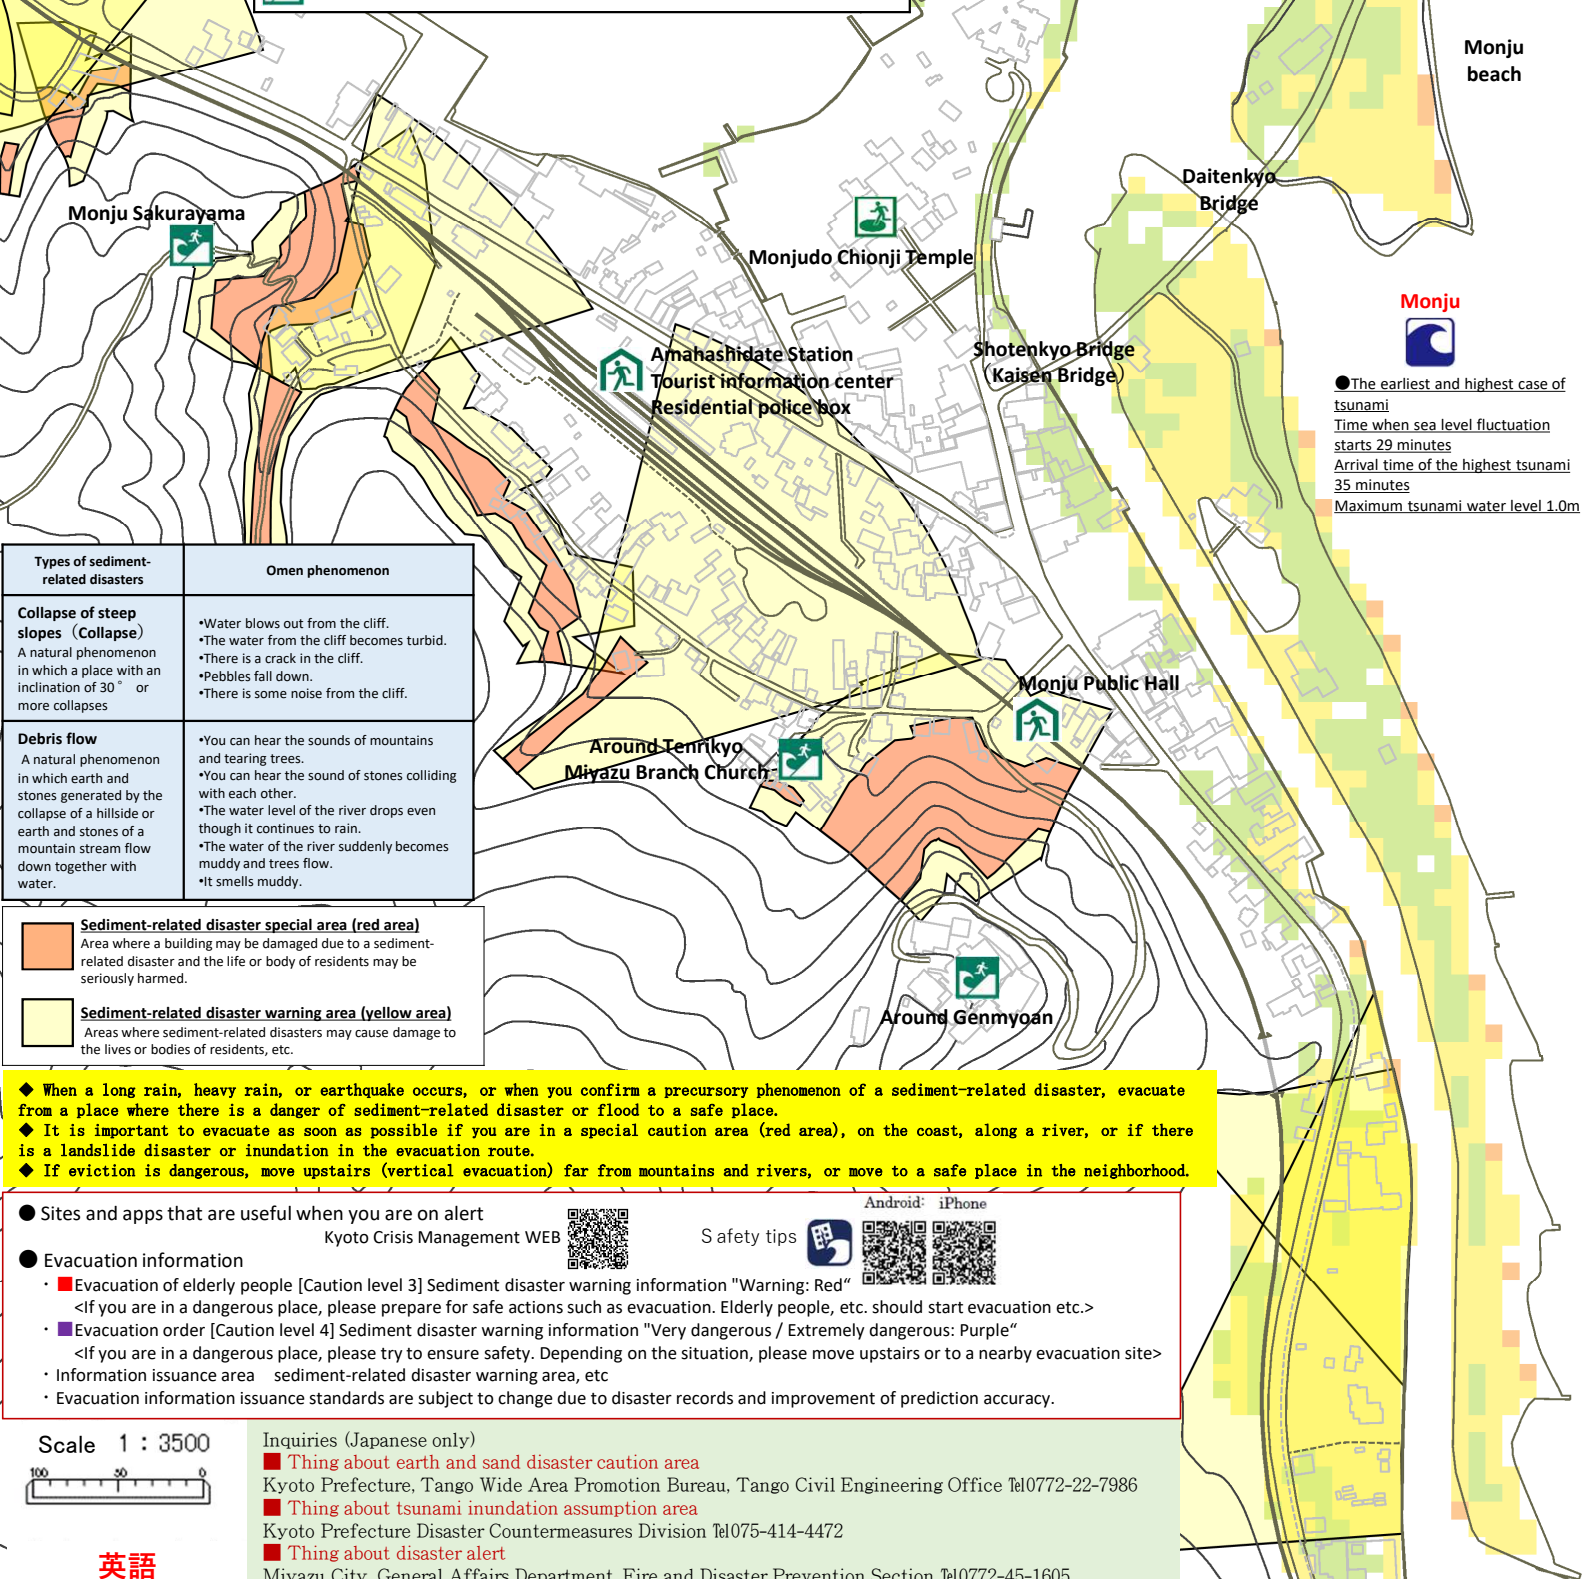 Monju
beach
Daitenkyo
Bridge
Monju Sakurayama
Monjudo Chionji Temple
Monju
Amahashidate Station
Tourist information center
Residential police box
Shotenkyo Bridge
（Kaisen Bridge）
●The earliest and highest case of
tsunami
Time when sea level fluctuation
starts 29 minutes
Arrival time of the highest tsunami
35 minutes
Maximum tsunami water level 1.0m
Types of sediment-
related disasters
Omen phenomenon
Collapse of steep
slopes（Collapse）
A natural phenomenon
in which a place with an
inclination of 30° or
more collapses
•Water blows out from the cliff.
•The water from the cliff becomes turbid.
•There is a crack in the cliff.
•Pebbles fall down.
•There is some noise from the cliff.
Debris flow
A natural phenomenon
in which earth and
stones generated by the
collapse of a hillside or
earth and stones of a
mountain stream flow
down together with
water.
•You can hear the sounds of mountains
and tearing trees.
•You can hear the sound of stones colliding
with each other.
•The water level of the river drops even
though it continues to rain.
•The water of the river suddenly becomes
muddy and trees flow.
•It smells muddy.
Monju Public Hall
Around Tenrikyo
Miyazu Branch Church
Around Genmyoan
Sediment-related disaster special area (red area)
Area where a building may be damaged due to a sediment-
related disaster and the life or body of residents may be
seriously harmed.
Sediment-related disaster warning area (yellow area)
Areas where sediment-related disasters may cause damage to
the lives or bodies of residents, etc.
◆ When a long rain, heavy rain, or earthquake occurs, or when you confirm a precursory phenomenon of a sediment-related disaster, evacuate
from a place where there is a danger of sediment-related disaster or flood to a safe place.
◆ It is important to evacuate as soon as possible if you are in a special caution area (red area), on the coast, along a river, or if there
is a landslide disaster or inundation in the evacuation route.
◆ If eviction is dangerous, move upstairs (vertical evacuation) far from mountains and rivers, or move to a safe place in the neighborhood.
● Sites and apps that are useful when you are on alert
Kyoto Crisis Management WEB
Safety tips
Android: iPhone
● Evacuation information
・■Evacuation of elderly people [Caution level 3] Sediment disaster warning information "Warning: Red“
<If you are in a dangerous place, please prepare for safe actions such as evacuation. Elderly people, etc. should start evacuation etc.>
・■Evacuation order [Caution level 4] Sediment disaster warning information "Very dangerous / Extremely dangerous: Purple“
<If you are in a dangerous place, please try to ensure safety. Depending on the situation, please move upstairs or to a nearby evacuation site>
・Information issuance area sediment-related disaster warning area, etc
・Evacuation information issuance standards are subject to change due to disaster records and improvement of prediction accuracy.
Scale 1：3500
100 50 0
英語
Inquiries (Japanese only)
■ Thing about earth and sand disaster caution area
Kyoto Prefecture, Tango Wide Area Promotion Bureau, Tango Civil Engineering Office Tel0772-22-7986
■ Thing about tsunami inundation assumption area
Kyoto Prefecture Disaster Countermeasures Division Tel075-414-4472
■ Thing about disaster alert
Miyazu City, General Affairs Department, Fire and Disaster Prevention Section Tel0772-45-1605